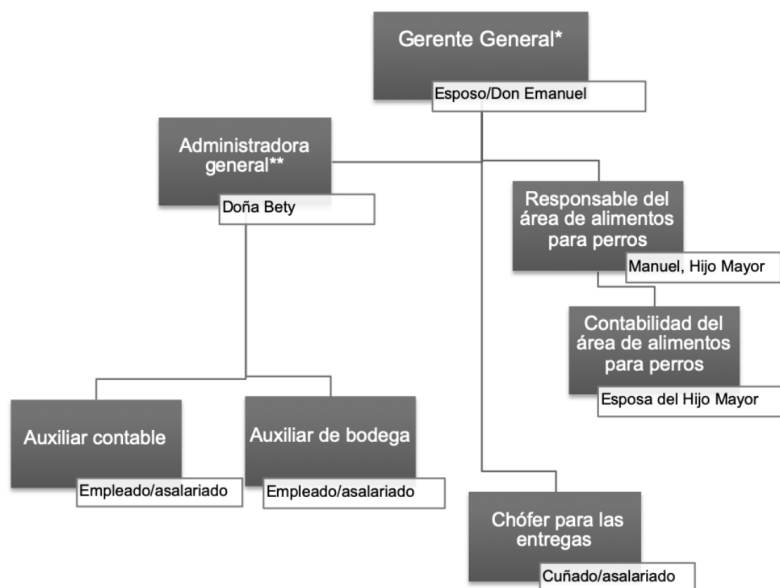 Gerente General*
Esposo/Don Emanuel
Administradora
general**
Doña Bety
Responsable del
área de alimentos
para perros
Manuel, Hijo Mayor
Contabilidad del
área de alimentos
para perros
Esposa del Hijo Mayor
Auxiliar contable
Empleado/asalariado
Auxiliar de bodega
Empleado/asalariado
Chófer para las
entregas
Cuñado/asalariado